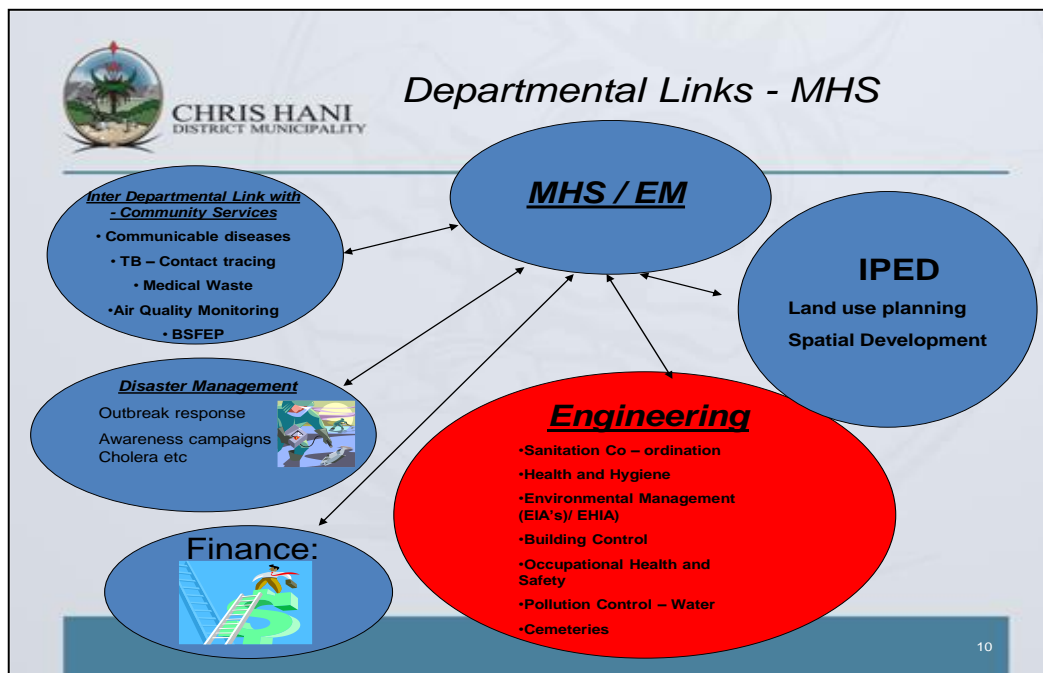 CHRIS HANI
DISTRICT MUNICIPALITY
Departmental Links - MHS
MHS / EM
Inter Departmental Link with
- Community Services
• Communicable diseases
• TB – Contact tracing
• Medical Waste
•Air Quality Monitoring
• BSFEP
IPED
Land use planning
Spatial Development
Disaster Management
Outbreak response
Awareness campaigns
Cholera etc
Engineering
•Sanitation Co – ordination
•Health and Hygiene
•Environmental Management
(EIA's)/ EHIA)
•Building Control
•Occupational Health and
Safety
•Pollution Control – Water
•Cemeteries
Finance:
10